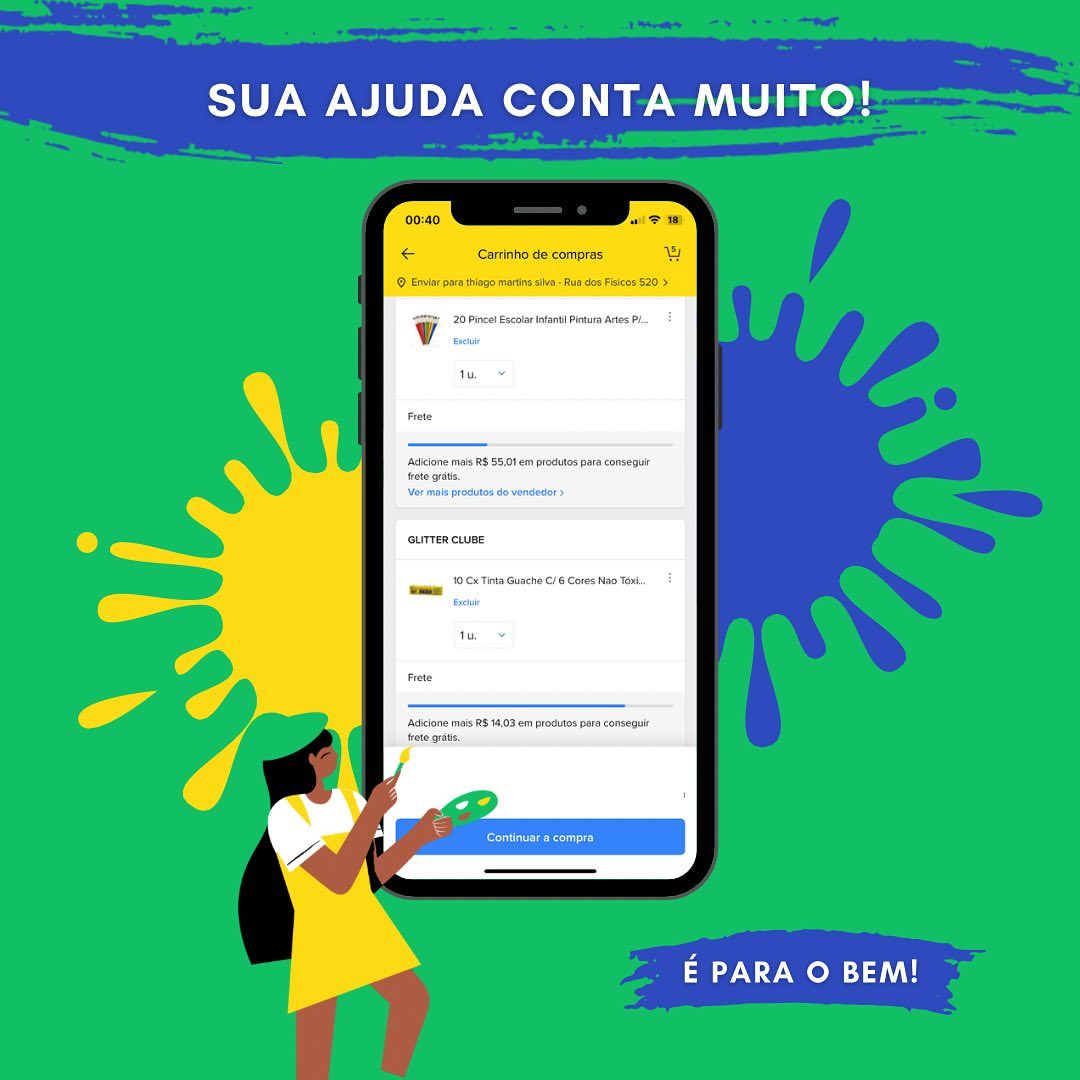 SUA AJUDA CONTA MUITO!
00:40
18
Carrinho de compras
5
Enviar para thiago martins silva - Rua dos Físicos 520 >
20 Pincel Escolar Infantil Pintura Artes P/...
Excluir
1 u.
Frete
Adicione mais R$ 55,01 em produtos para conseguir
frete grátis.
Ver mais produtos do vendedor >
GLITTER CLUBE
10 Cx Tinta Guache C/ 6 Cores Nao Tóxi...
Excluir
1 u.
Frete
Adicione mais R$ 14,03 em produtos para conseguir
frete grátis.
Continuar a compra
É PARA O BEM!